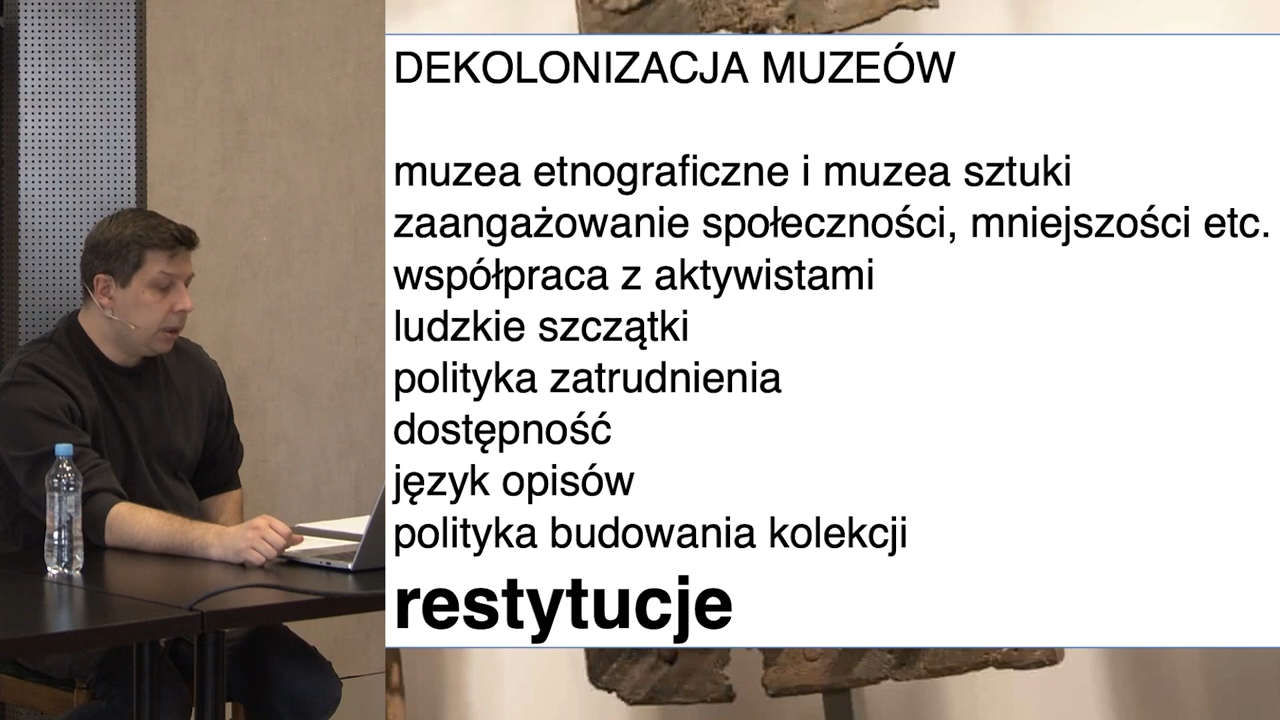 DEKOLONIZACJA MUZEÓW
muzea etnograficzne i muzea sztuki
zaangażowanie społeczności, mniejszości etc.
współpraca z aktywistami
ludzkie szczątki
polityka zatrudnienia
dostępność
język opisów
polityka budowania kolekcji
restytucje